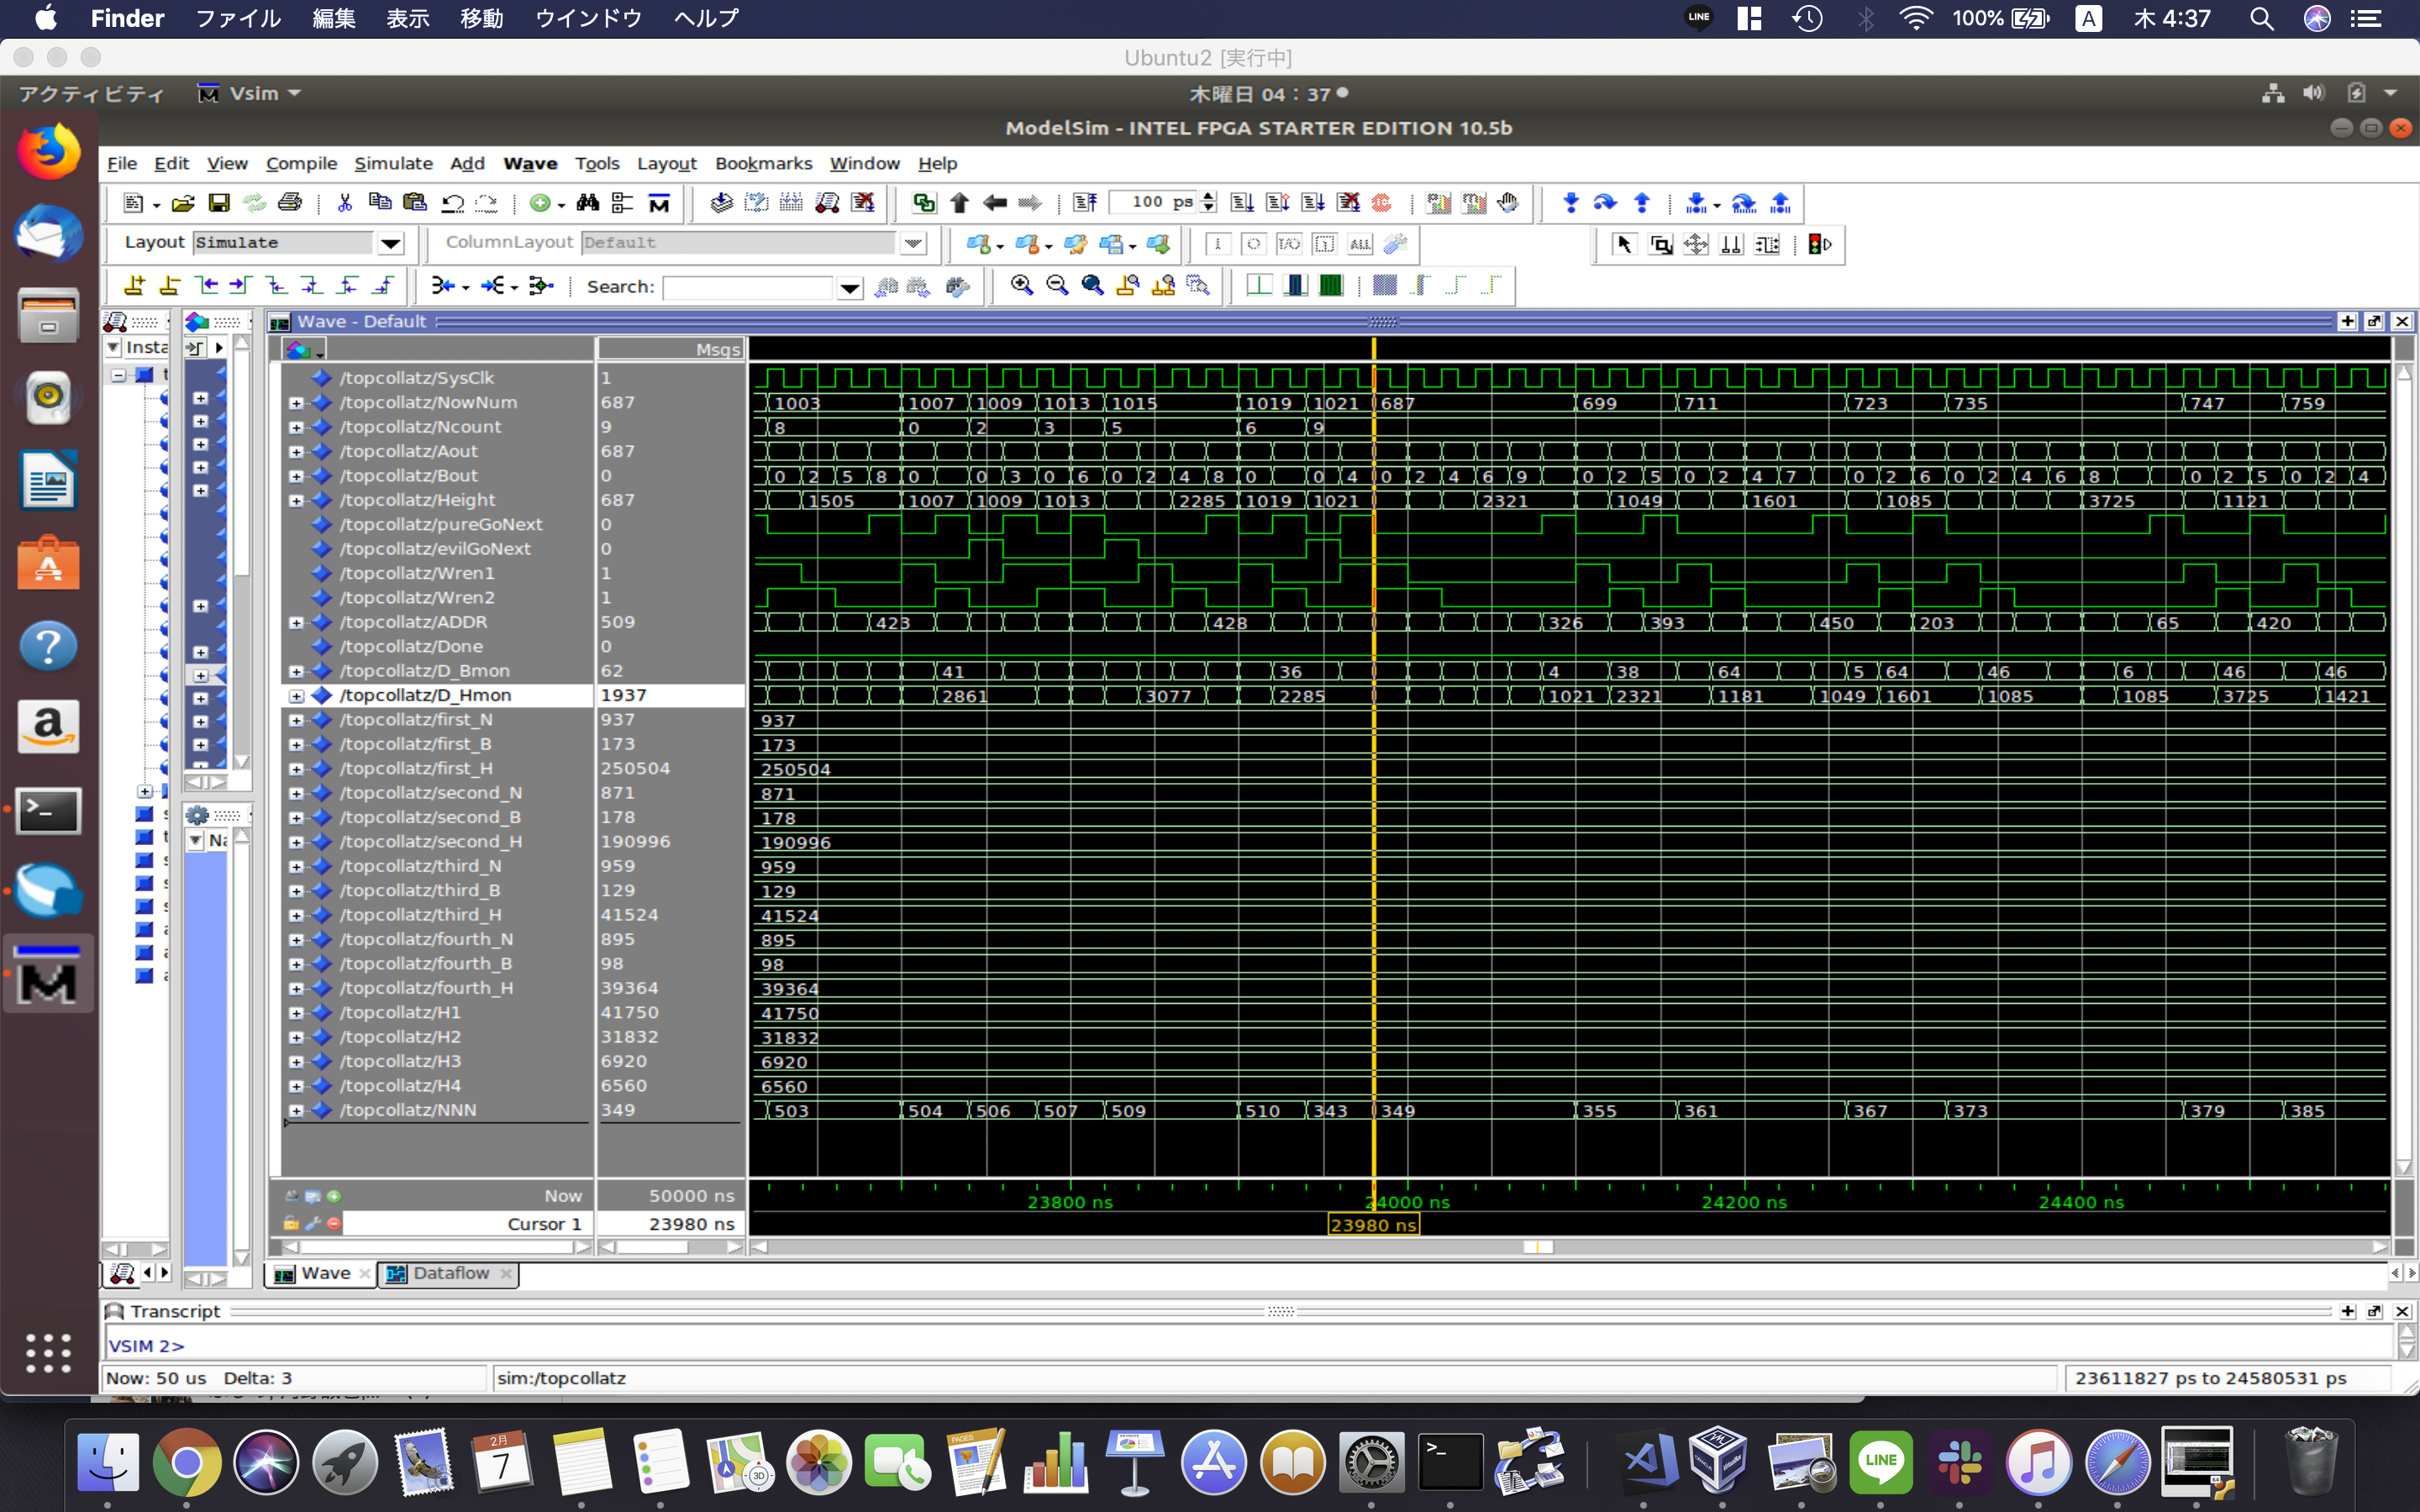 Finder ファイル 編集 表示 移動 ウインドウ ヘルプ LINE 100% A 木 4:37
Ubuntu2 [実行中]
アクティビティ Vsim 木曜日 04：37
ModelSim - INTEL FPGA STARTER EDITION 10.5b
File Edit View Compile Simulate Add Wave Tools Layout Bookmarks Window Help
100 ps
Layout Simulate ColumnLayout Default ALL
Search:
Wave - Default
Insta Msgs
/topcollatz/SysClk 1
/topcollatz/NowNum 687 1003 1007 1009 1013 1015 1019 1021 687 699 711 723 735 747 759
/topcollatz/Ncount 9 8 0 2 3 5 6 9
/topcollatz/Aout 687
/topcollatz/Bout 0 0 2 5 8 0 0 3 0 6 0 2 4 8 0 0 4 0 2 4 6 9 0 2 5 0 2 4 7 0 2 6 0 2 4 6 8 0 2 5 0 2 4
/topcollatz/Height 687 1505 1007 1009 1013 2285 1019 1021 2321 1049 1601 1085 3725 1121
/topcollatz/pureGoNext 0
/topcollatz/evilGoNext 0
/topcollatz/Wren1 1
/topcollatz/Wren2 1
/topcollatz/ADDR 509 423 428 326 393 450 203 65 420
/topcollatz/Done 0
/topcollatz/D_Bmon 62 41 36 4 38 64 5 64 46 6 46 46
/topcollatz/D_Hmon 1937 2861 3077 2285 1021 2321 1181 1049 1601 1085 1085 3725 1421
/topcollatz/first_N 937 937
/topcollatz/first_B 173 173
/topcollatz/first_H 250504 250504
/topcollatz/second_N 871 871
/topcollatz/second_B 178 178
/topcollatz/second_H 190996 190996
/topcollatz/third_N 959 959
/topcollatz/third_B 129 129
/topcollatz/third_H 41524 41524
/topcollatz/fourth_N 895 895
/topcollatz/fourth_B 98 98
/topcollatz/fourth_H 39364 39364
/topcollatz/H1 41750 41750
/topcollatz/H2 31832 31832
/topcollatz/H3 6920 6920
/topcollatz/H4 6560 6560
/topcollatz/NNN 349 503 504 506 507 509 510 343 349 355 361 367 373 379 385
Now 50000 ns 23800 ns 24000 ns 24200 ns 24400 ns
Cursor 1 23980 ns 23980 ns
Wave Dataflow
Transcript
VSIM 2>
Now: 50 us Delta: 3 sim:/topcollatz 23611827 ps to 24580531 ps
2月
7
PAGES
3D
LINE